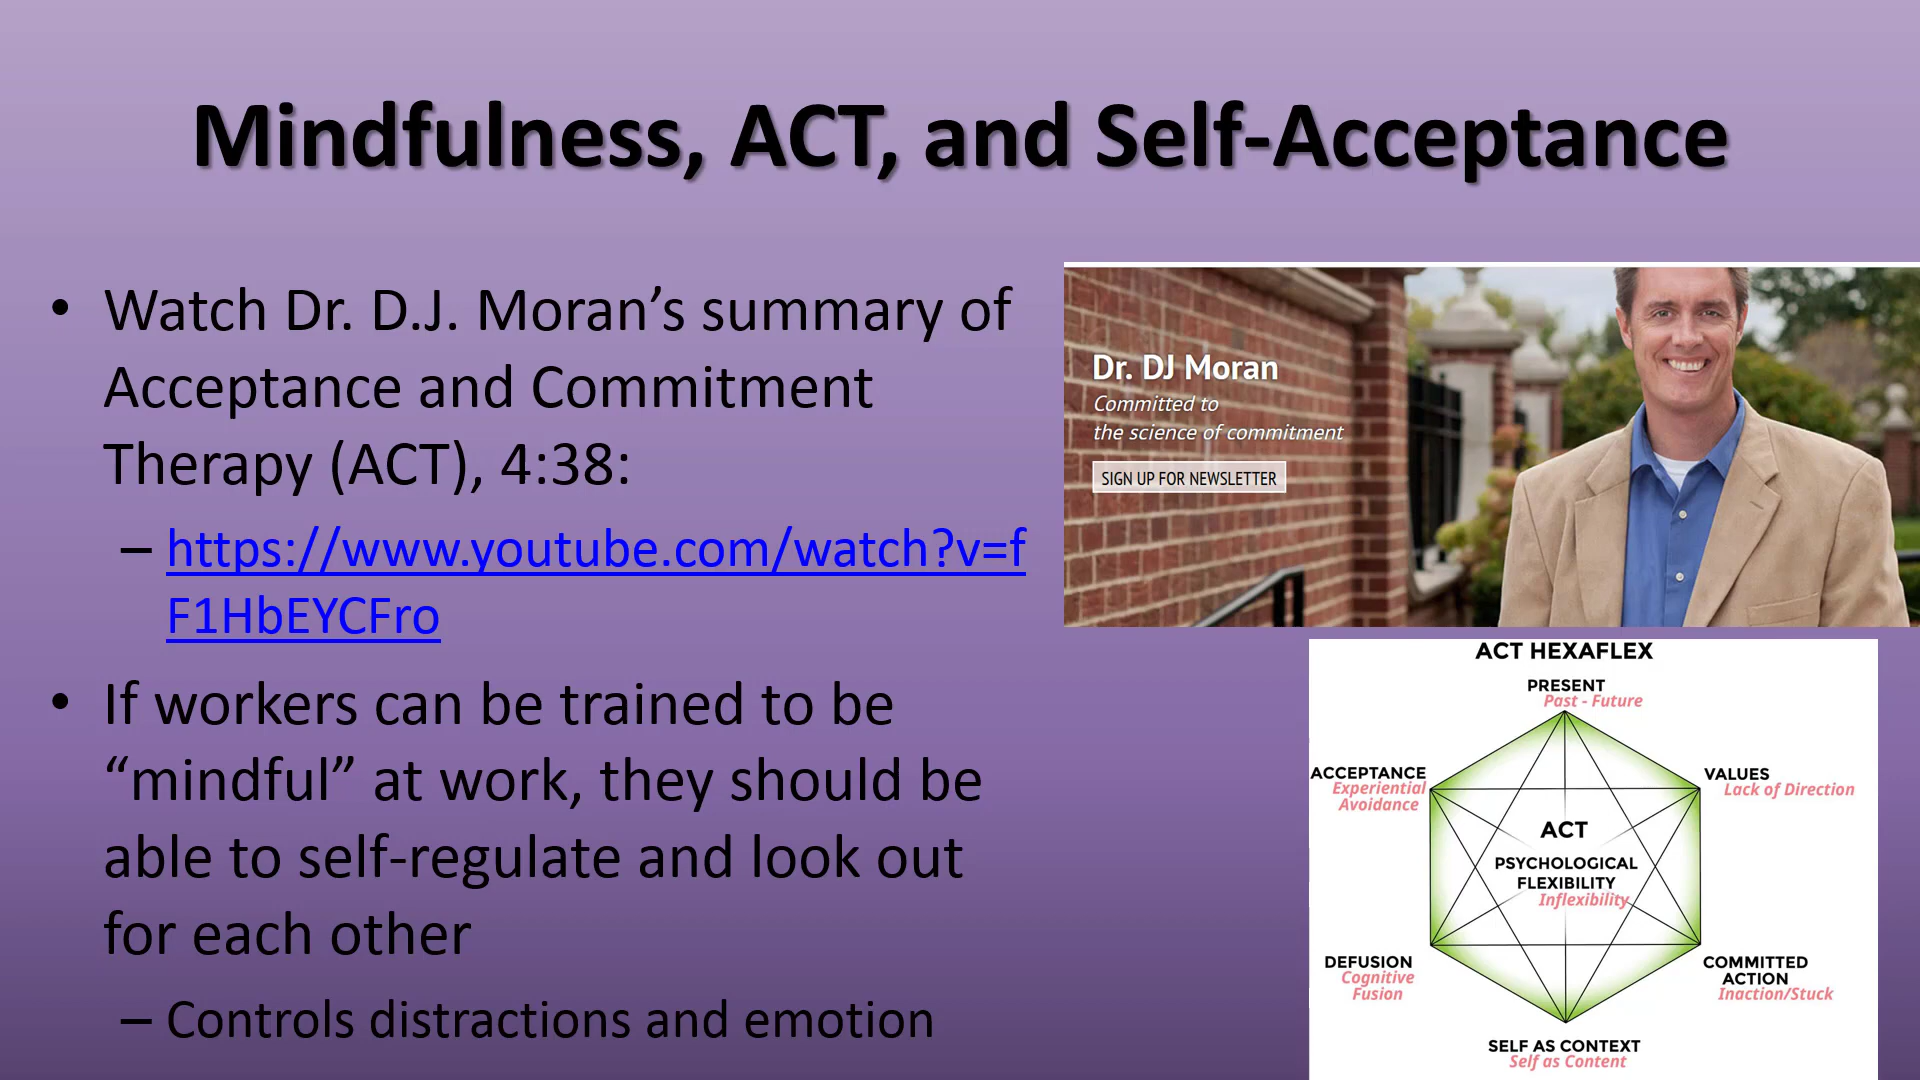 Mindfulness, ACT, and Self-Acceptance
• Watch Dr. D.J. Moran’s summary of
Acceptance and Commitment
Therapy (ACT), 4:38:
– https://www.youtube.com/watch?v=f
F1HbEYCFro
• If workers can be trained to be
“mindful” at work, they should be
able to self-regulate and look out
for each other
– Controls distractions and emotion
Dr. DJ Moran
Committed to
the science of commitment
SIGN UP FOR NEWSLETTER
ACT HEXAFLEX
PRESENT
Past - Future
ACCEPTANCE
Experiential
Avoidance
VALUES
Lack of Direction
ACT
PSYCHOLOGICAL
FLEXIBILITY
Inflexibility
DEFUSION
Cognitive
Fusion
COMMITTED
ACTION
Inaction/Stuck
SELF AS CONTEXT
Self as Content